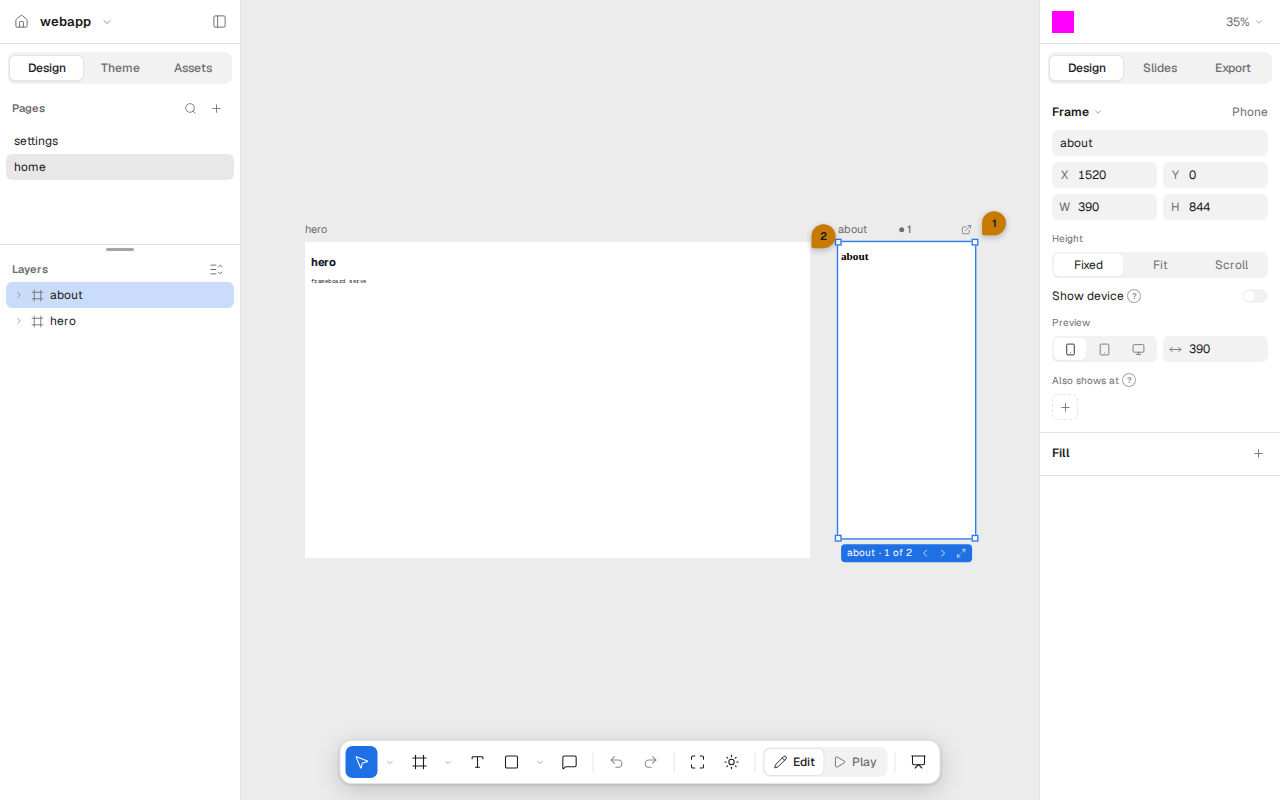 webapp
35%
Design
Theme
Assets
Design
Slides
Export
Pages
settings
home
Layers
about
hero
hero
hero
frameboard serve
2
about
1
1
about
about · 1 of 2
Frame
Phone
about
X 1520
Y 0
W 390
H 844
Height
Fixed
Fit
Scroll
Show device ?
Preview
390
Also shows at ?
Fill
Edit
Play